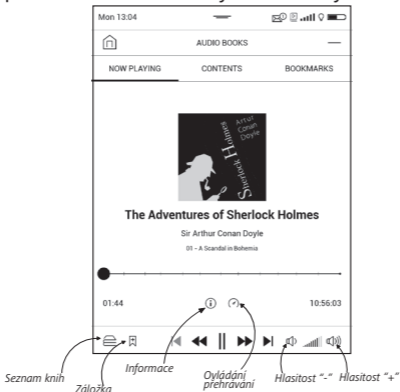 Mon 13:04
AUDIO BOOKS
NOW PLAYING CONTENTS BOOKMARKS
Artur
Conan
Doyle
Sherlock
Holmes
The Adventures of Sherlock Holmes
Sir Arthur Conan Doyle
01 - A Scandal in Bohemia
01:44 10:56:03
Seznam knih
Záložka
Informace
Ovládání
přehrávání
Hlasitost "-"
Hlasitost "+"